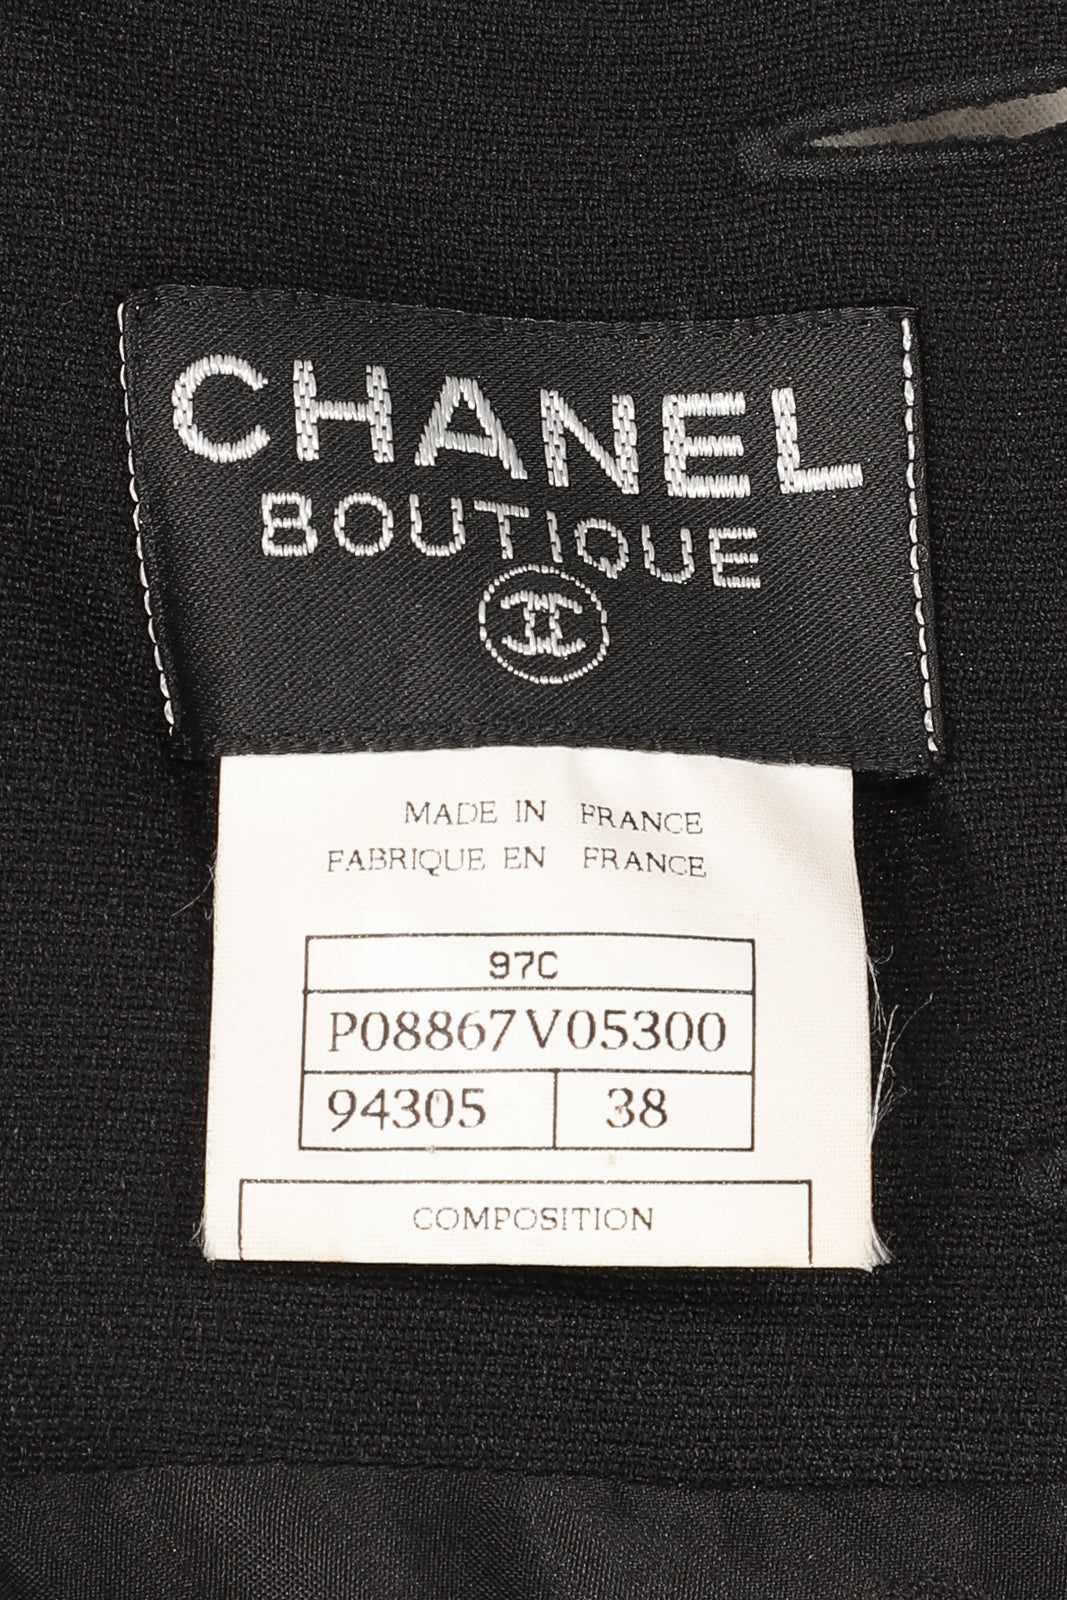 CHANEL
BOUTIQUE
MADE IN FRANCE
FABRIQUE EN FRANCE
97C
P08867V05300
94305 38
COMPOSITION